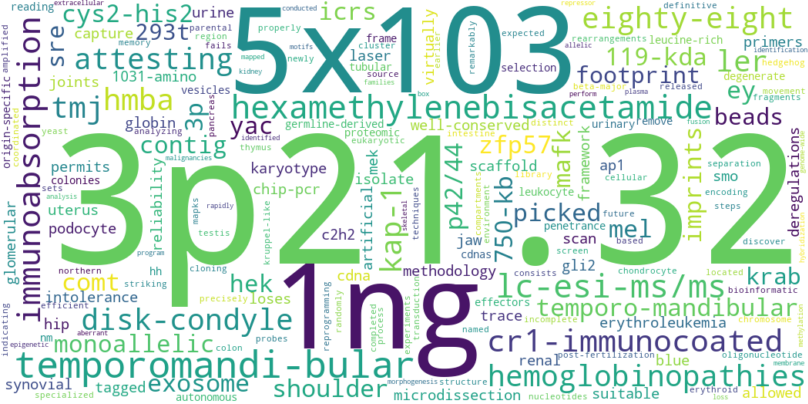 reading
cys2-his2
urine
icrs
extracellular
conducted
repressor
definitive
identification
293t
parental
region
properly
5x103
motifs
mapped
kidney
fails
families
memory
frame
cluster
tubular
source
laser
virtually
earlier
newly
remarkably
expected
selection
box
eighty-eight
rearrangements
leucine-rich
allelic
primers
hedgehog
attesting
capture
sre
1031-amino
joints
vesicles
119-kda
ler
footprint
degenerate
movement
fragments
beta-major
released
perform
plasma
ey
immunoabsorption
origin-specific
amplified
coordinated
hmba
3p
pancreas
hexamethylenebisacetamide
beads
tmj
globin
yeast
analyzing
yac
germline-derived
well-conserved
distinct
urinary
remove
deregulations
contig
proteomic
eukaryotic
intestine
zfp57
mafk
framework
ap1
separation
smo
cellular
encoding
steps
imprints
permits
colonies
reliability
identified
thymus
karyotype
chip-pcr
isolate
mek
p42/44
scaffold
leukocyte
library
compartments
environment
750-kb
penetrance
future
discover
3p21.32
sets
malignancies
uterus
analysis
podocyte
mapks
rapidly
testis
kruppel-like
c2h2
artificial
kap-1
skeletal
techniques
cdnas
jaw
picked
scan
screen
based
mel
chondrocyte
located
bioinformatic
glomerular
program
northern
hh
cloning
comt
striking
hek
cdna
methodology
consists
gli2
krab
chromosome
methylation
intolerance
efficient
precisely
loses
1ng
reprogramming
randomly
completed
process
experiments
transduction
effectors
trace
named
lc-esi-ms/ms
incomplete
temporo-mandibular
indicating
hip
nm
aberrant
epigenetic
disk-condyle
probes
erythroleukemia
cr1-immunocoated
monoallelic
colon
renal
post-fertilization
blue
oligonucleotide
membrane
temporomandi-bular
synovial
tagged
exosome
shoulder
morphogenesis
structure
hemoglobinopathies
specialized
autonomous
microdissection
nucleotides
suitable
erythroid
loss
allowed